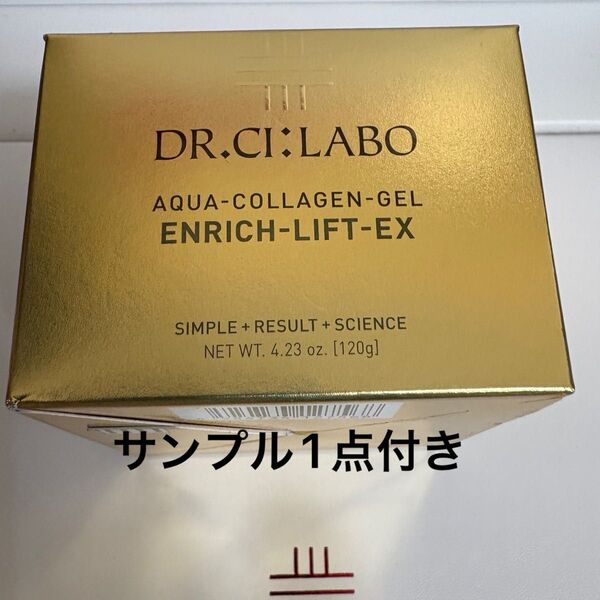 DR.CI:LABO
AQUA-COLLAGEN-GEL
ENRICH-LIFT-EX
SIMPLE+RESULT+SCIENCE
NET WT. 4.23 oz. [120g]
サンプル1点付き